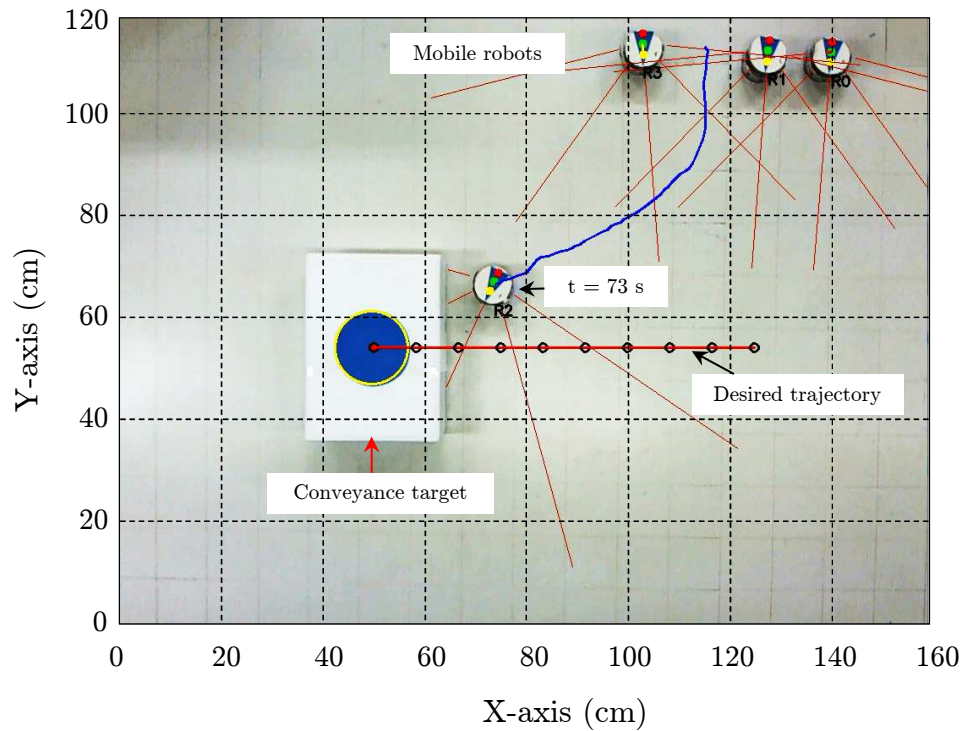 120
Mobile robots
R3
R1
R0
100
80
t = 73 s
R2
60
Desired trajectory
40
Conveyance target
20
0
0 20 40 60 80 100 120 140 160
X-axis (cm)
Y-axis (cm)